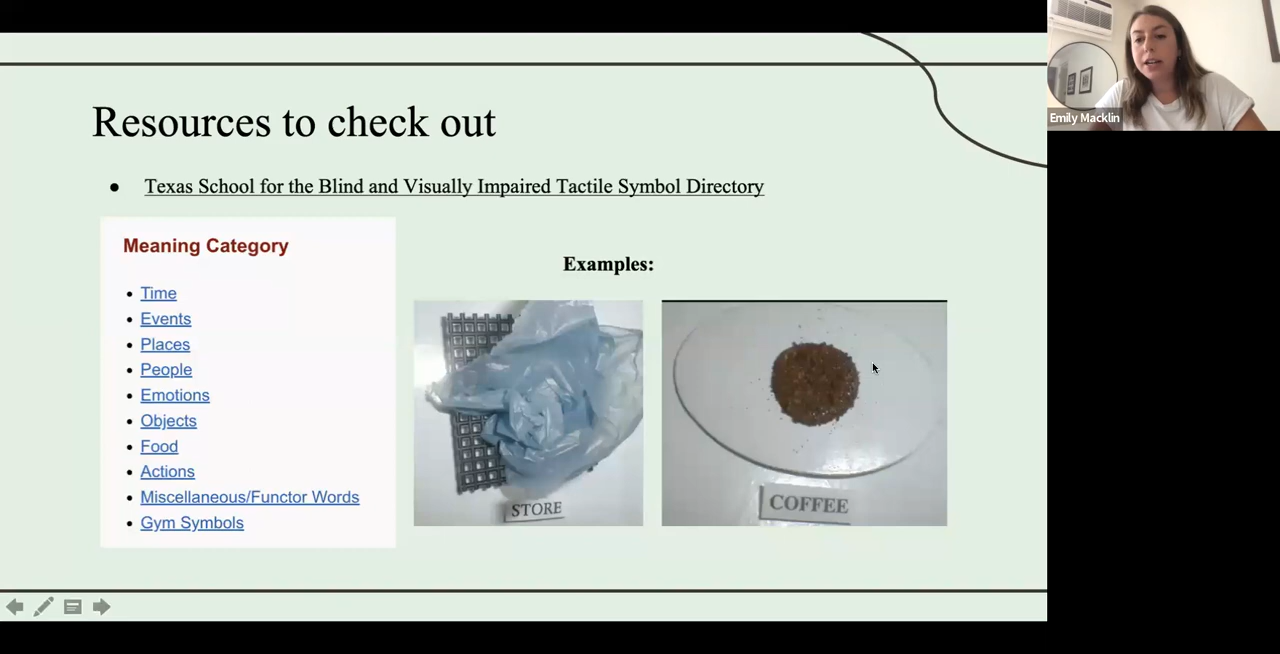 Resources to check out
Texas School for the Blind and Visually Impaired Tactile Symbol Directory
Meaning Category
Time
Events
Places
People
Emotions
Objects
Food
Actions
Miscellaneous/Functor Words
Gym Symbols
Examples:
STORE
COFFEE
Emily Macklin